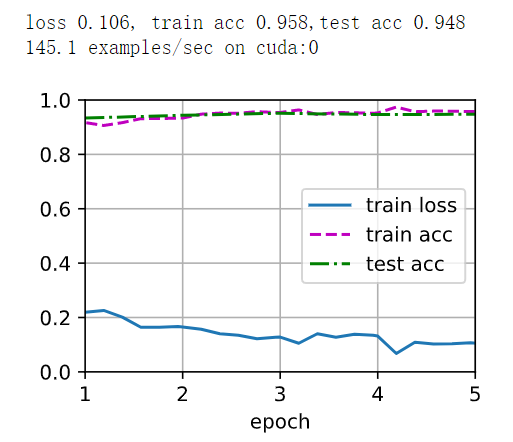 loss 0.106, train acc 0.958,test acc 0.948
145.1 examples/sec on cuda:0
1.0
0.8
0.6
0.4
0.2
0.0
train loss
train acc
test acc
1 2 3 4 5
epoch